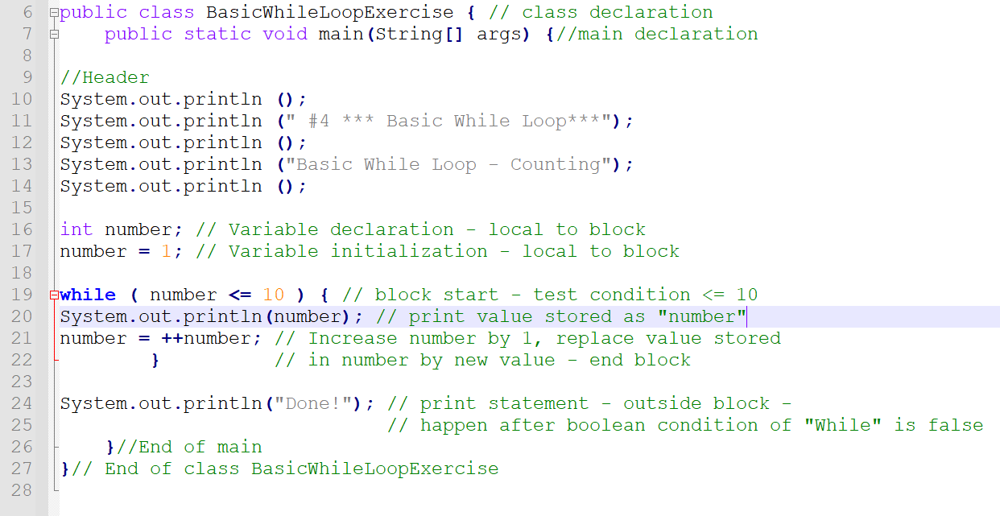 6 public class BasicWhileLoopExercise { // class declaration
7 public static void main(String[] args) {//main declaration
8
9 //Header
10 System.out.println ();
11 System.out.println (" #4 *** Basic While Loop***");
12 System.out.println ();
13 System.out.println ("Basic While Loop - Counting");
14 System.out.println ();
15
16 int number; // Variable declaration - local to block
17 number = 1; // Variable initialization - local to block
18
19 while ( number <= 10 ) { // block start - test condition <= 10
20 System.out.println(number); // print value stored as "number"
21 number = ++number; // Increase number by 1, replace value stored
22 } // in number by new value - end block
23
24 System.out.println("Done!"); // print statement - outside block -
25 // happen after boolean condition of "While" is false
26 }//End of main
27 }// End of class BasicWhileLoopExercise
28